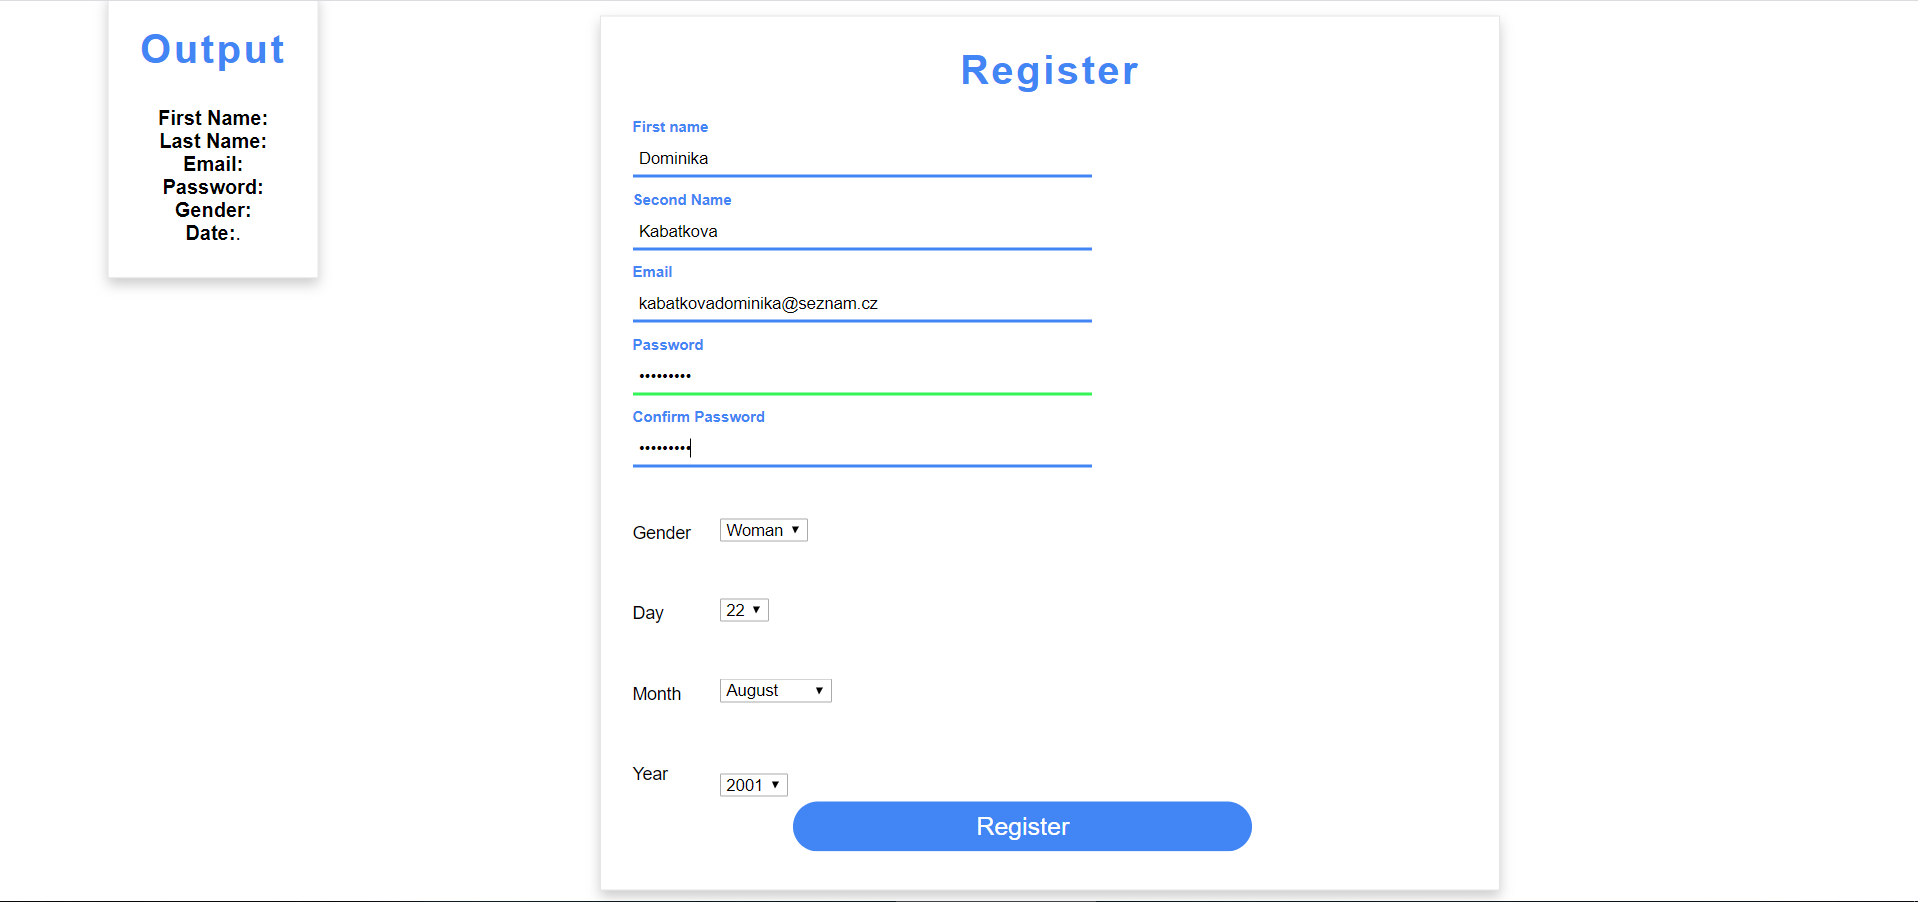 Output
First Name:
Last Name:
Email:
Password:
Gender:
Date:.
Register
First name
Dominika
Second Name
Kabatkova
Email
kabatkovadominika@seznam.cz
Password
•••••••••
Confirm Password
•••••••••
Gender Woman ▼
Day 22 ▼
Month August ▼
Year 2001 ▼
Register